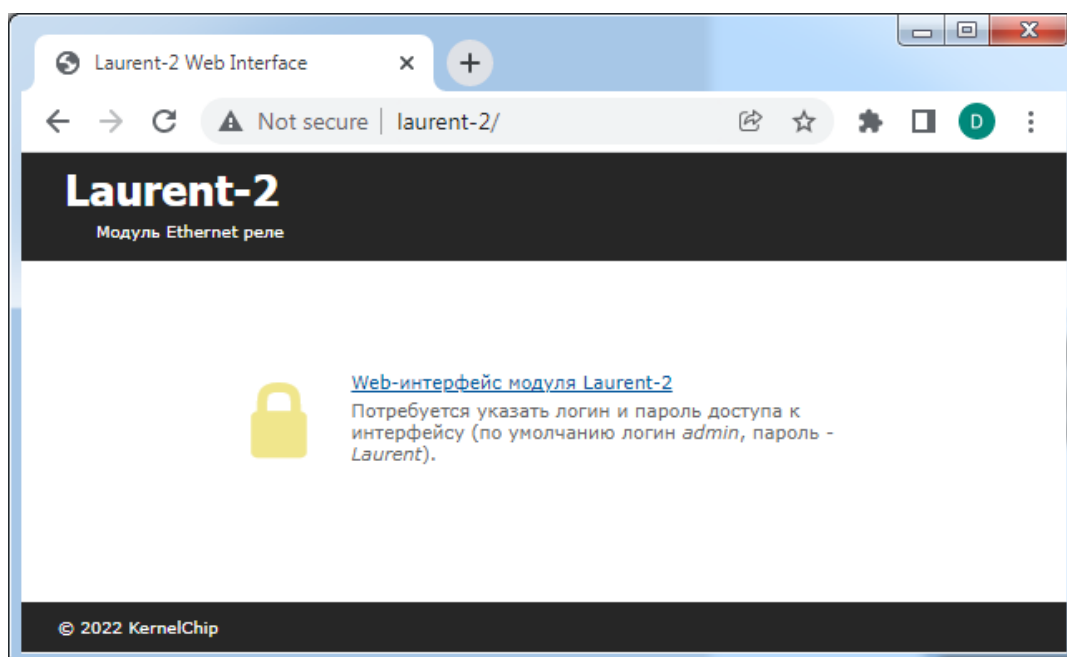 Laurent-2 Web Interface
Not secure laurent-2/
D
Laurent-2
Модуль Ethernet реле
Web-интерфейс модуля Laurent-2
Потребуется указать логин и пароль доступа к
интерфейсу (по умолчанию логин admin, пароль -
Laurent).
© 2022 KernelChip